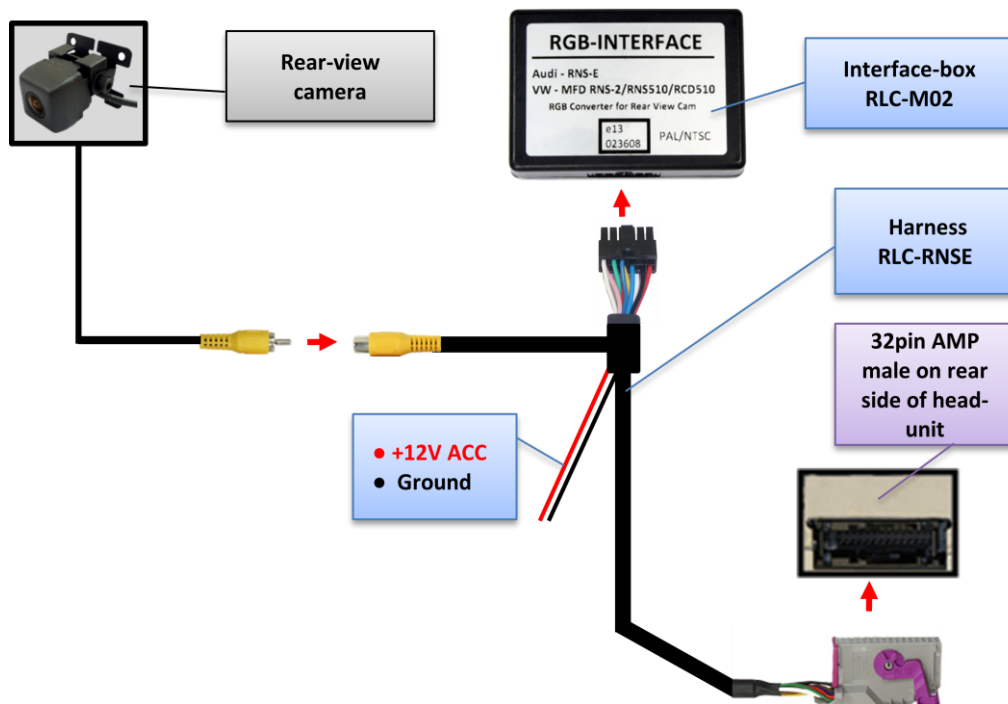 Rear-view
camera
RGB-INTERFACE
Audi - RNS-E
VW - MFD RNS-2/RNS510/RCD510
RGB Converter for Rear View Cam
e13
023608
PAL/NTSC
Interface-box
RLC-M02
Harness
RLC-RNSE
32pin AMP
male on rear
side of head-
unit
● +12V ACC
● Ground